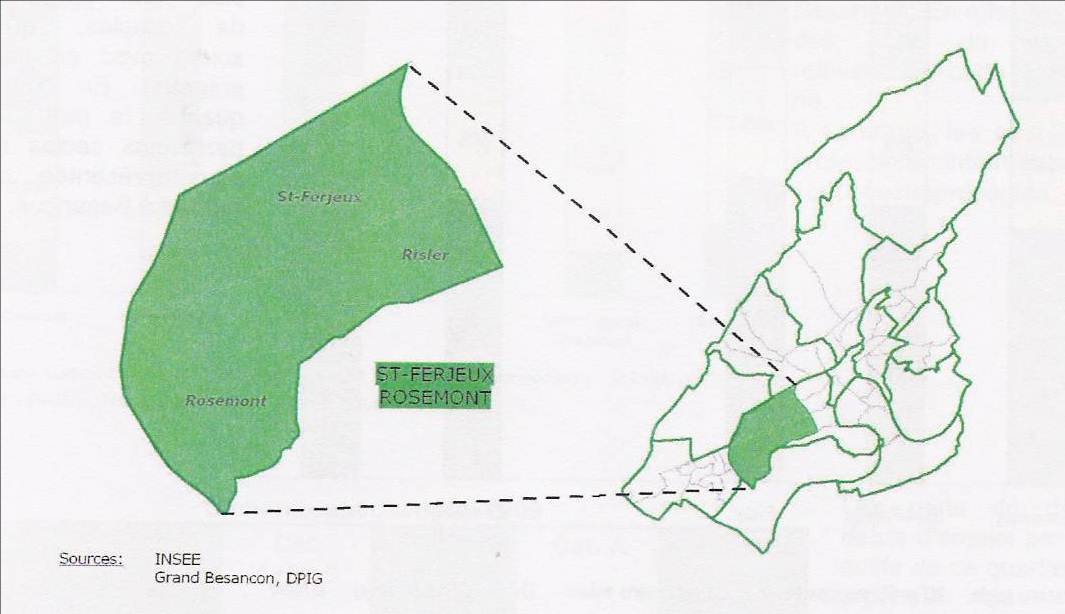 St-Ferjeux
Risler
ST-FERJEUX
ROSEMONT
Rosemont
Sources: INSEE
Grand Besancon, DPIG